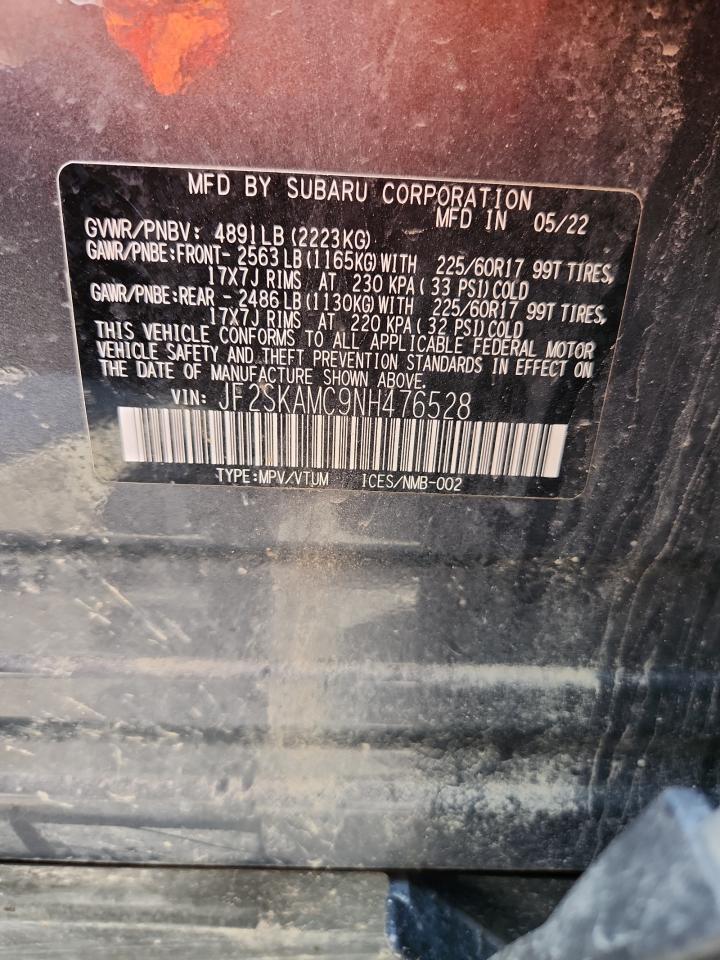 MFD BY SUBARU CORPORATION
MFD IN 05/22
GVWR/PNBV: 4891LB(2223KG)
GAWR/PNBE:FRONT- 2563LB(1165KG)WITH 225/60R17 99T TIRES,
17X7J RIMS AT 230 KPA(33 PSI)COLD
GAWR/PNBE:REAR - 2486LB(1130KG)WITH 225/60R17 99T TIRES,
17X7J RIMS AT 220 KPA(32 PSI)COLD
THIS VEHICLE CONFORMS TO ALL APPLICABLE FEDERAL MOTOR
VEHICLE SAFETY AND THEFT PREVENTION STANDARDS IN EFFECT ON
THE DATE OF MANUFACTURE SHOWN ABOVE.
VIN: JF2SKAMC9NH476528
TYPE:MPV/VTUM ICES/NMB-002